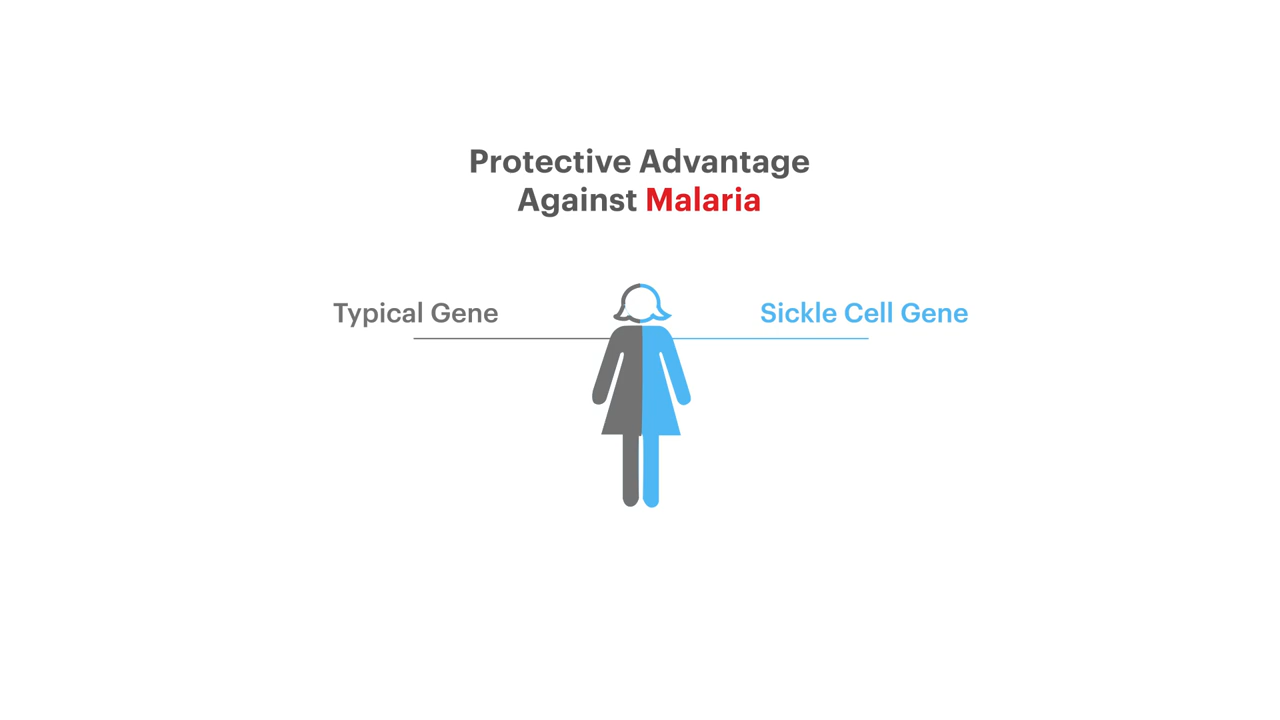 Protective Advantage
Against Malaria
Typical Gene
Sickle Cell Gene